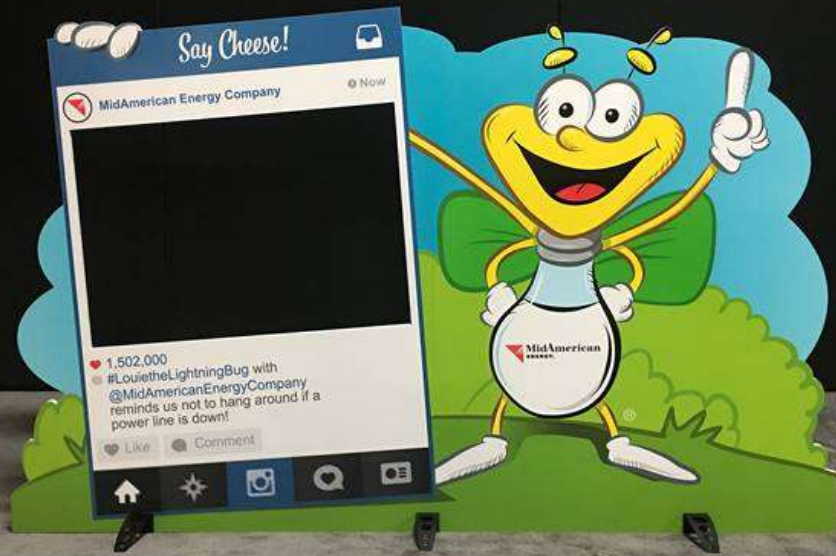 Say Cheese!
MidAmerican Energy Company
Now
1,502,000
#LouietheLightningBug with
@MidAmericanEnergyCompany
reminds us not to hang around if a
power line is down!
Like
Comment
MidAmerican
ENERGY.
®